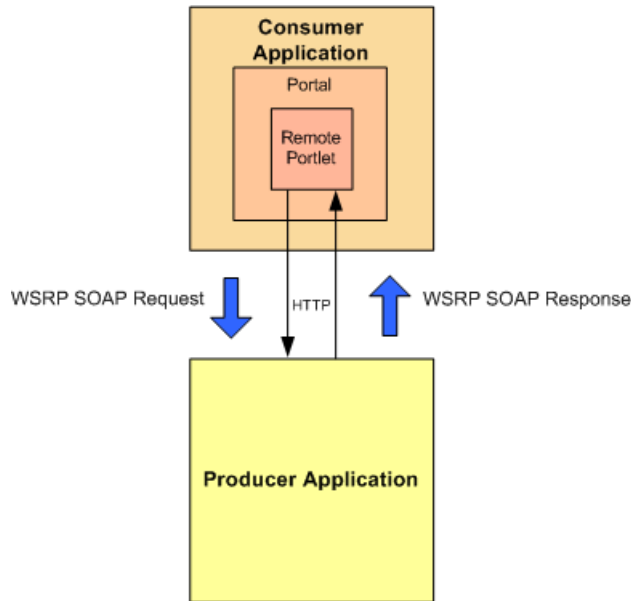 Consumer
Application
Portal
Remote
Portlet
WSRP SOAP Request
HTTP
WSRP SOAP Response
Producer Application